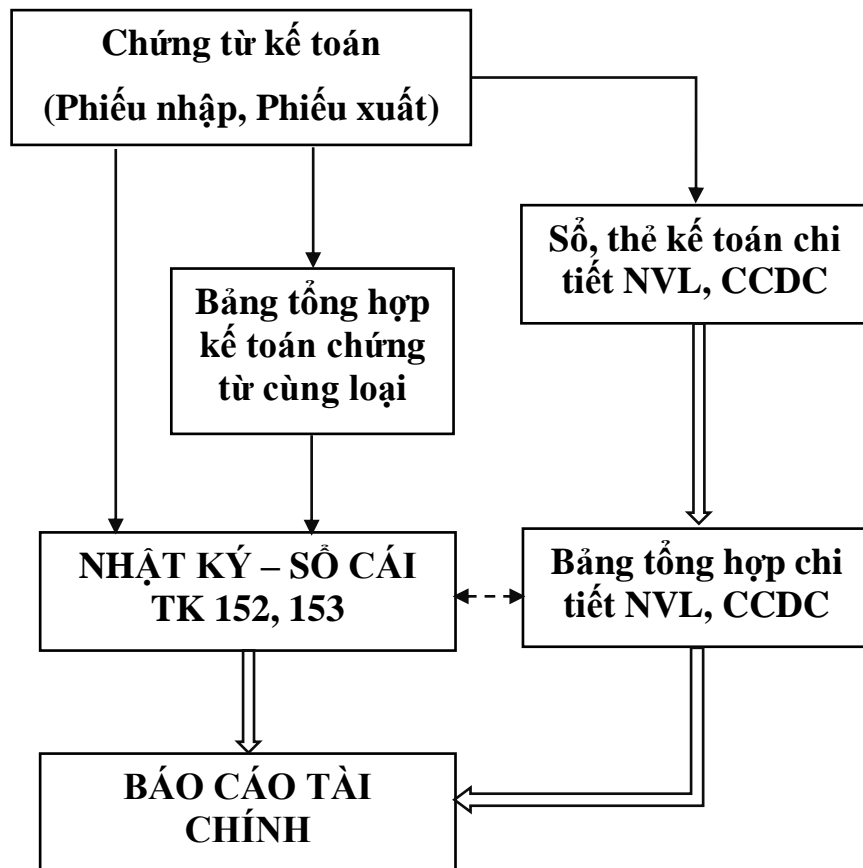 Chứng từ kế toán
(Phiếu nhập, Phiếu xuất)
Sổ, thẻ kế toán chi
tiết NVL, CCDC
Bảng tổng hợp
kế toán chứng
từ cùng loại
NHẬT KÝ – SỔ CÁI
TK 152, 153
Bảng tổng hợp chi
tiết NVL, CCDC
BÁO CÁO TÀI
CHÍNH